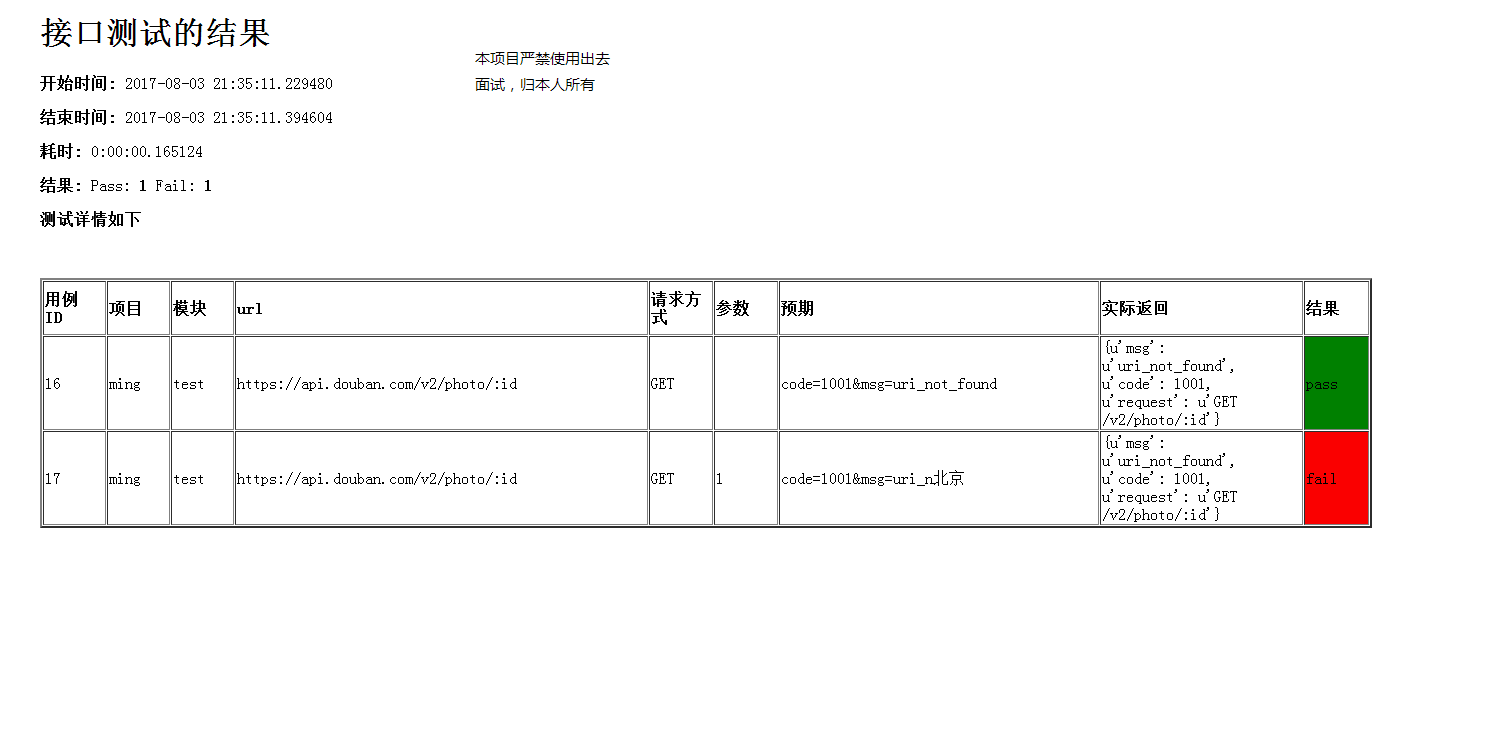 接口测试的结果
本项目严禁使用出去
面试，归本人所有
开始时间： 2017-08-03 21:35:11.229480
结束时间： 2017-08-03 21:35:11.394604
耗时： 0:00:00.165124
结果： Pass: 1 Fail: 1
测试详情如下
用例 项目 模块 url 请求方 参数 预期 实际返回 结果
ID 式
{u'msg':
u'uri_not_found',
16 ming test https://api.douban.com/v2/photo/:id GET code=1001&msg=uri_not_found u'code': 1001, pass
u'request': u'GET
/v2/photo/:id'}
{u'msg':
u'uri_not_found',
17 ming test https://api.douban.com/v2/photo/:id GET 1 code=1001&msg=uri_n北京 u'code': 1001, fail
u'request': u'GET
/v2/photo/:id'}